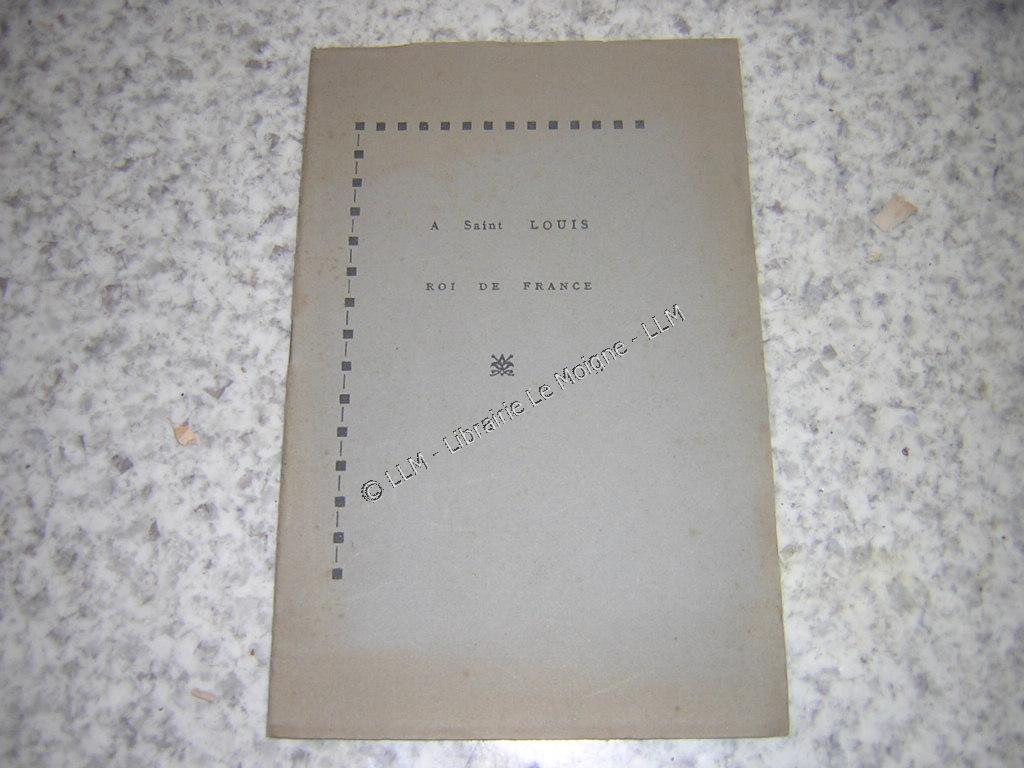 A Saint LOUIS
ROI DE FRANCE
© LLM - Librairie Le Moigne - LLM